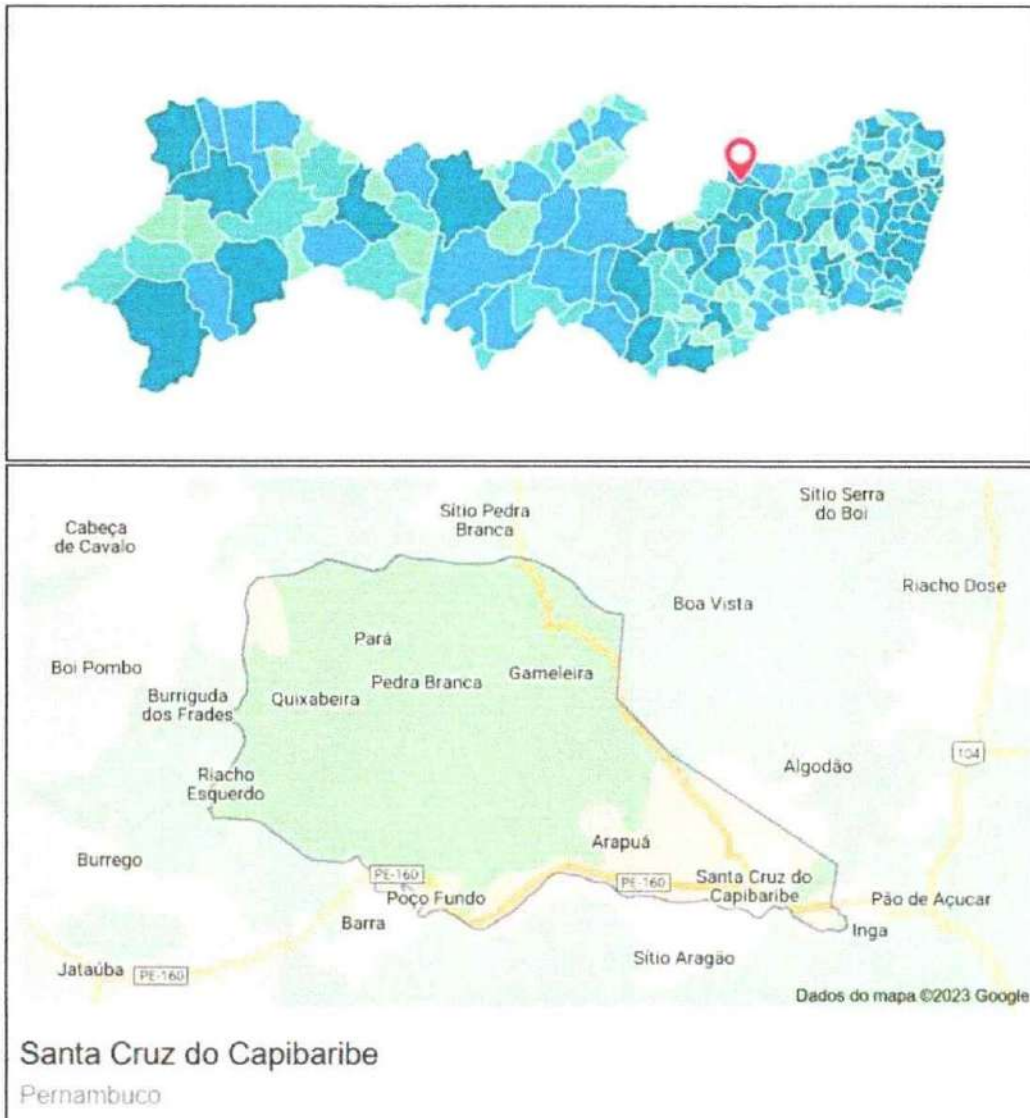 Sítio Pedra
Branca
Sítio Serra
do Boi
Cabeça
de Cavalo
Riacho Dose
Boa Vista
Pará
Boi Pombo
Pedra Branca
Gameleira
Quixabeira
Burriguda
dos Frades
104
Algodão
Riacho
Esquerdo
Arapuá
Burrego
PE-160
PE-160
Santa Cruz do
Capibaribe
Poço Fundo
Pão de Açucar
Barra
Inga
Sítio Aragão
Jataúba
PE-160
Dados do mapa ©2023 Google
Santa Cruz do Capibaribe
Pernambuco